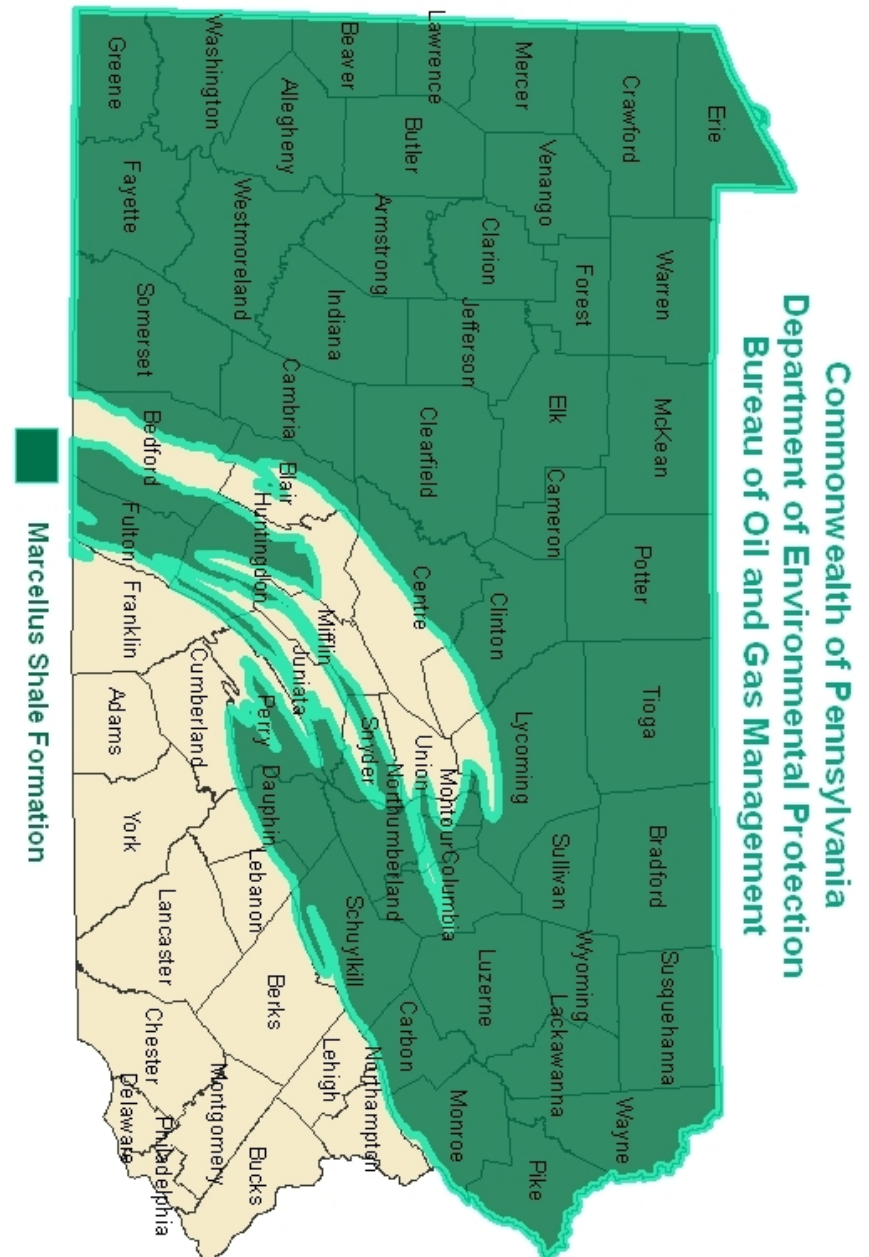 Commonwealth of Pennsylvania
Department of Environmental Protection
Bureau of Oil and Gas Management
Erie
Crawford
Warren
McKean
Potter
Tioga
Bradford
Susquehanna
Wayne
Mercer
Venango
Forest
Elk
Cameron
Clinton
Lycoming
Sullivan
Wyoming
Lackawanna
Pike
Lawrence
Butler
Clarion
Jefferson
Clearfield
Centre
Union
Montour
Columbia
Luzerne
Monroe
Beaver
Armstrong
Indiana
Cambria
Blair
Huntingdon
Mifflin
Juniata
Snyder
Northumberland
Schuylkill
Carbon
Northampton
Allegheny
Westmoreland
Perry
Dauphin
Lebanon
Berks
Lehigh
Washington
Somerset
Bedford
Fulton
Franklin
Cumberland
Adams
York
Lancaster
Chester
Montgomery
Bucks
Greene
Fayette
Delaware
Philadelphia
Marcellus Shale Formation